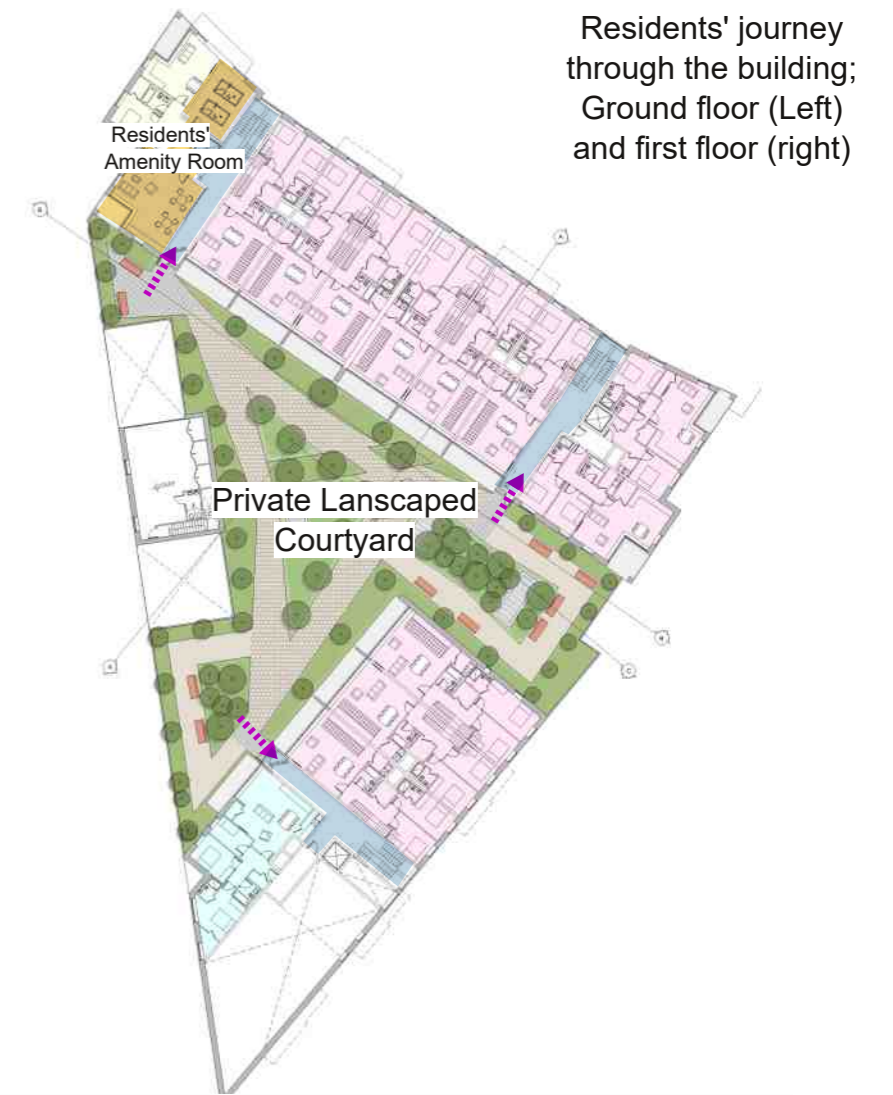 Residents' journey
through the building;
Ground floor (Left)
and first floor (right)
Residents'
Amenity Room
Private Lanscaped
Courtyard